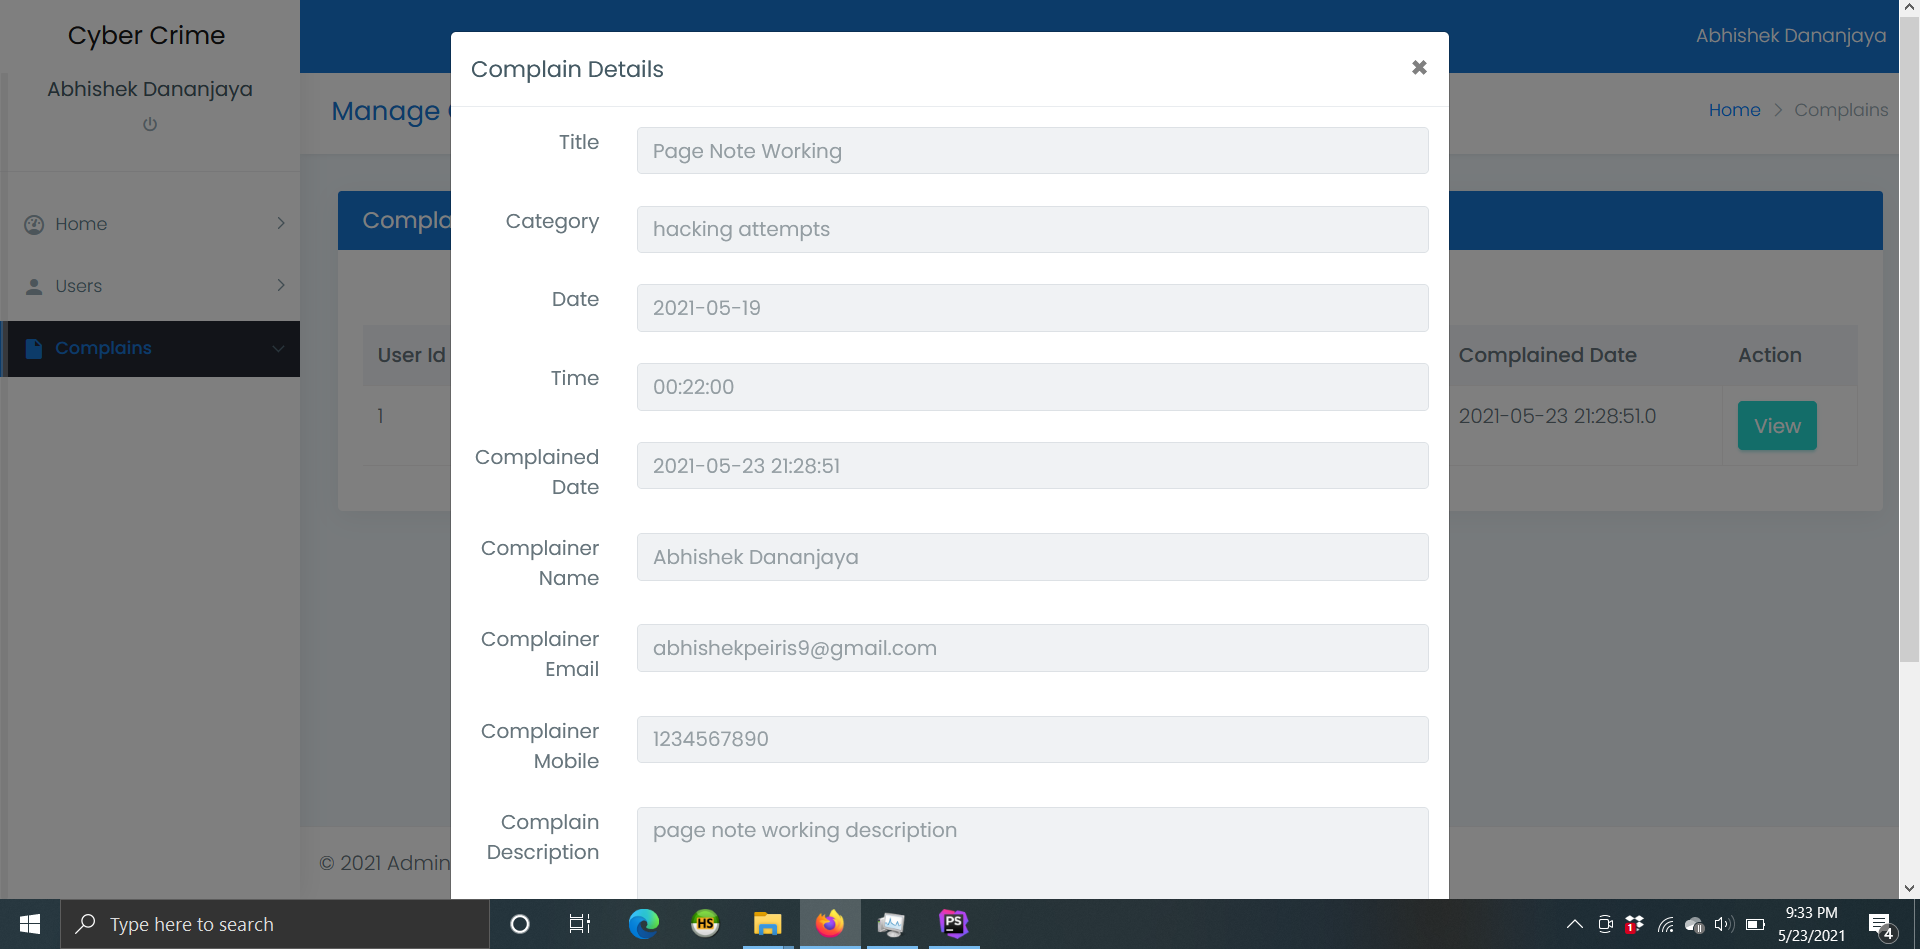 Cyber Crime
Abhishek Dananjaya
Abhishek Dananjaya
Home
Users
Complains
Manage
Home > Complains
Compla
User Id
Complained Date
Action
1
2021-05-23 21:28:51.0
View
© 2021 Admin
Complain Details
Title
Page Note Working
Category
hacking attempts
Date
2021-05-19
Time
00:22:00
Complained
Date
2021-05-23 21:28:51
Complainer
Name
Abhishek Dananjaya
Complainer
Email
abhishekpeiris9@gmail.com
Complainer
Mobile
1234567890
Complain
Description
page note working description
Type here to search
HS
PS
1
9:33 PM
5/23/2021
4